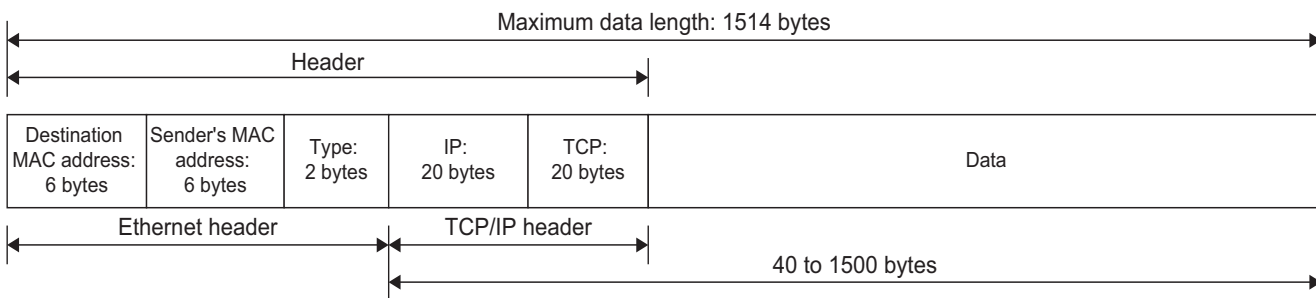 Maximum data length: 1514 bytes
Header
Destination
MAC address:
6 bytes
Sender's MAC
address:
6 bytes
Type:
2 bytes
IP:
20 bytes
TCP:
20 bytes
Data
Ethernet header
TCP/IP header
40 to 1500 bytes